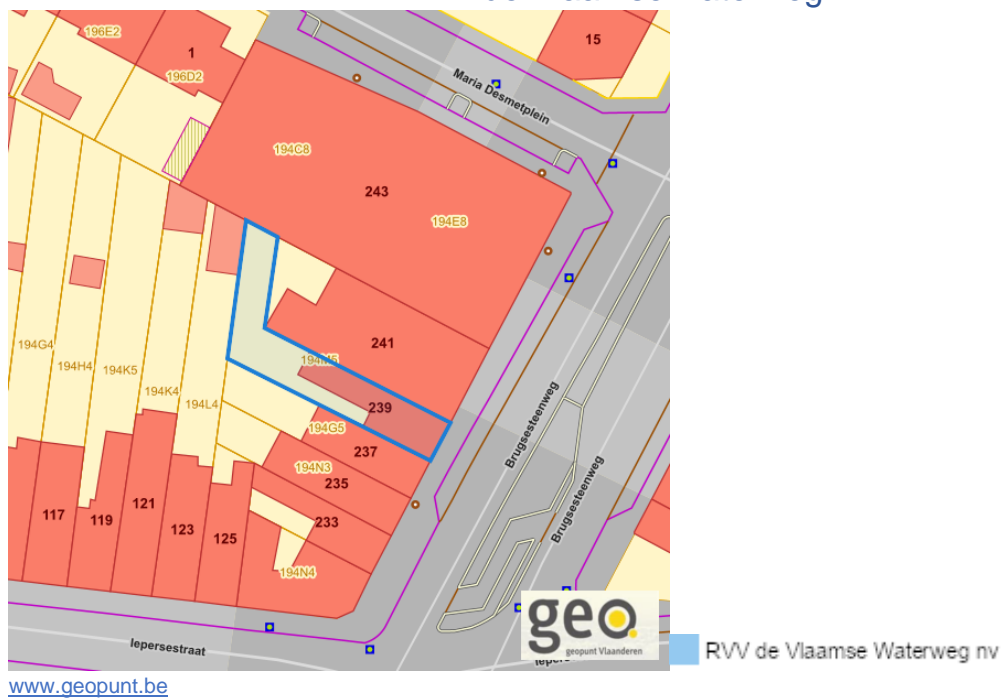 196E2
1
15
196D2
Maria Desmetplein
194C8
243
194E8
194G4
241
194H4
194K5
194M5
194K4
239
194L4
194G5
237
Brugsesteenweg
194N3
235
117
119
121
123
125
233
Brugsesteenweg
194N4
Iepersestraat
geo.
geopunt Vlaanderen
RVV de Vlaamse Waterweg nv
www.geopunt.be